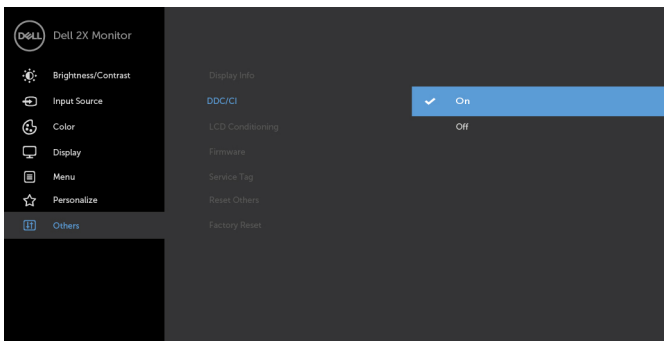 DELL Dell 2X Monitor
Brightness/Contrast
Display Info
Input Source
DDC/CI
On
Color
LCD Conditioning
Off
Display
Firmware
Menu
Service Tag
Personalize
Reset Others
Others
Factory Reset